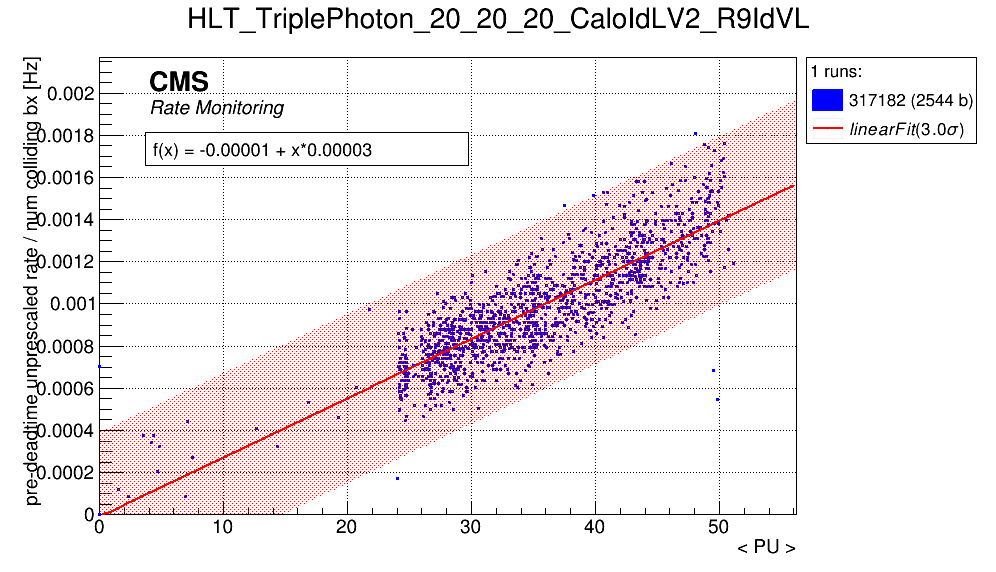 HLT_TriplePhoton_20_20_20_CaloIdLV2_R9IdVL
pre-deadtime unprescaled rate / num colliding bx [Hz]
CMS
Rate Monitoring
f(x) = -0.00001 + x*0.00003
0.002
0.0018
0.0016
0.0014
0.0012
0.001
0.0008
0.0006
0.0004
0.0002
0
0 10 20 30 40 50
< PU >
1 runs:
317182 (2544 b)
linearFit(3.0σ)